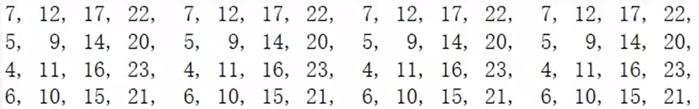 7, 12, 17, 22, 7, 12, 17, 22, 7, 12, 17, 22, 7, 12, 17, 22,
5, 9, 14, 20, 5, 9, 14, 20, 5, 9, 14, 20, 5, 9, 14, 20,
4, 11, 16, 23, 4, 11, 16, 23, 4, 11, 16, 23, 4, 11, 16, 23,
6, 10, 15, 21, 6, 10, 15, 21, 6, 10, 15, 21, 6, 10, 15, 21,